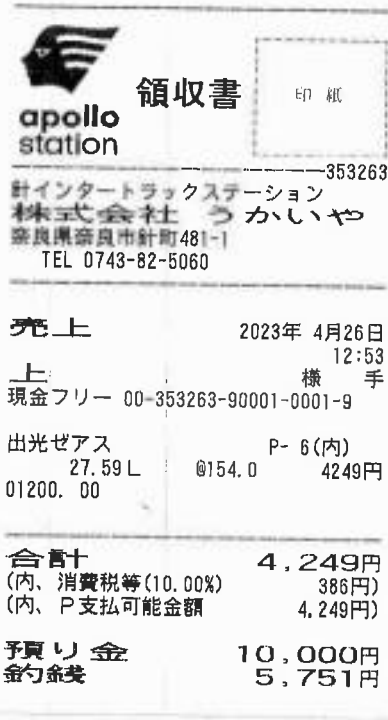 apollo
station
領収書
印紙
353263
針インタートラックステーション
株式会社 うかいや
奈良県奈良市針町481-1
TEL 0743-82-5060
売上 2023年 4月26日
12:53
上 様 手
現金フリー 00-353263-90001-0001-9
出光ゼアス P- 6(内)
27.59L @154.0 4249円
01200. 00
合計 4,249円
(内、消費税等(10.00%) 386円)
(内、P支払可能金額 4,249円)
預り金 10,000円
釣銭 5,751円